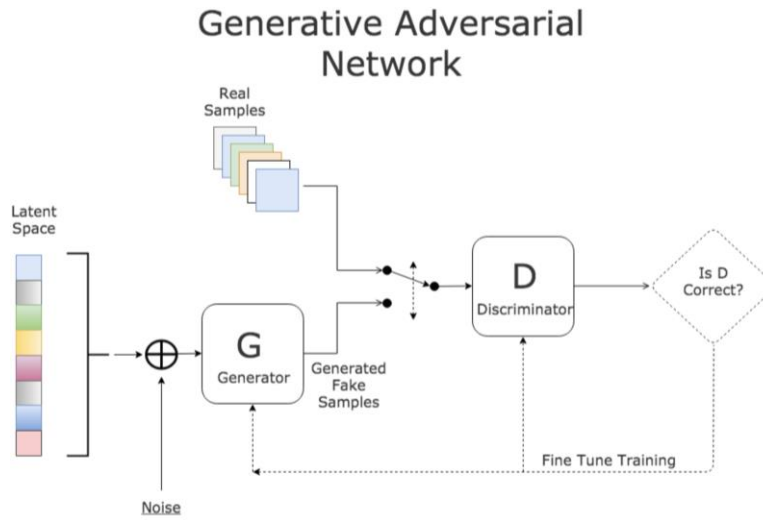 Generative Adversarial
Network
Real
Samples
Latent
Space
D
Discriminator
Is D
Correct?
G
Generator
Generated
Fake
Samples
Fine Tune Training
Noise